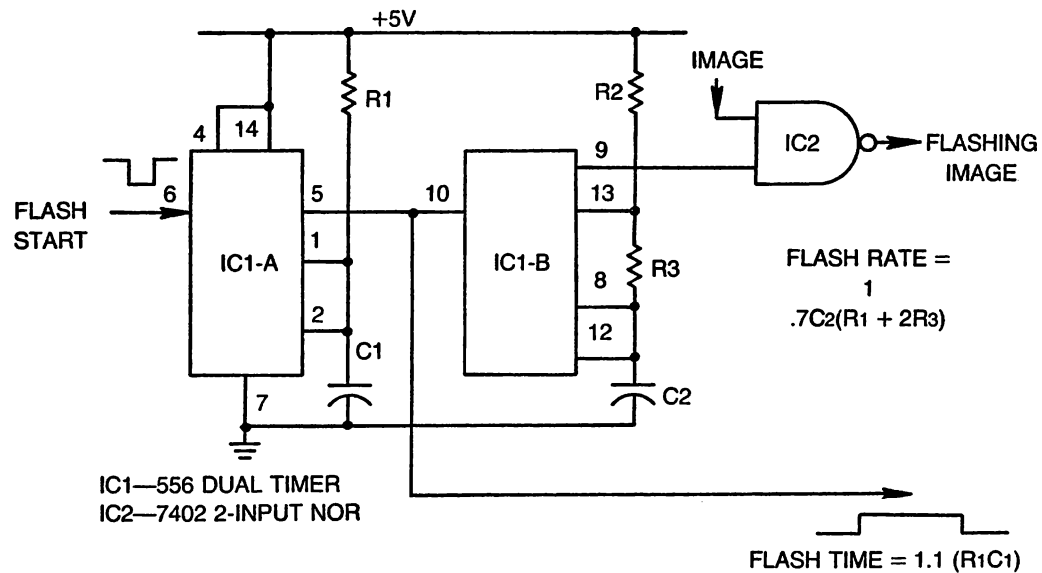 +5V
IMAGE
R1
R2
4
14
IC2
FLASHING
IMAGE
9
6
5
10
13
FLASH
START
1
IC1-A
IC1-B
R3
8
FLASH RATE =
1
.7C2(R1 + 2R3)
2
12
C1
C2
7
IC1—556 DUAL TIMER
IC2—7402 2-INPUT NOR
FLASH TIME = 1.1 (R1C1)